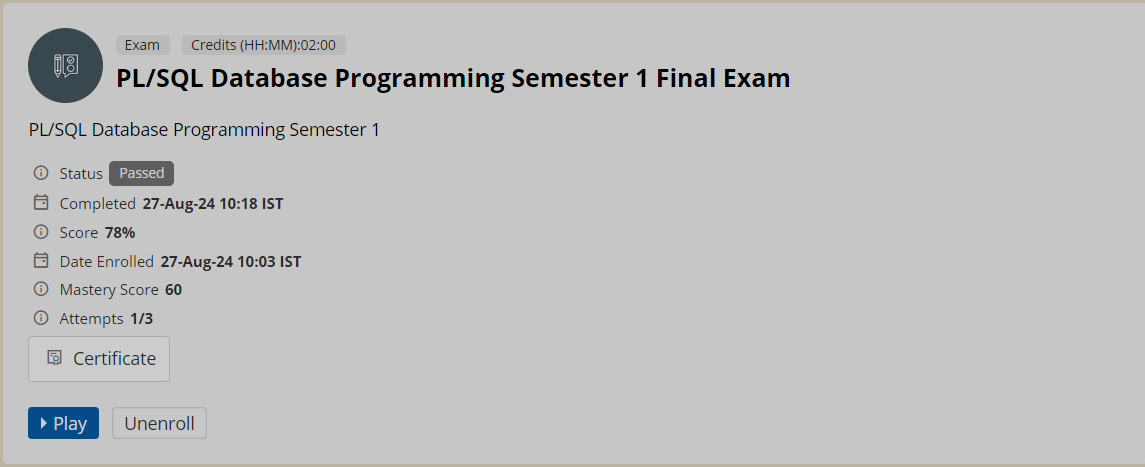 Exam Credits (HH:MM):02:00
PL/SQL Database Programming Semester 1 Final Exam
PL/SQL Database Programming Semester 1
Status Passed
Completed 27-Aug-24 10:18 IST
Score 78%
Date Enrolled 27-Aug-24 10:03 IST
Mastery Score 60
Attempts 1/3
Certificate
Play Unenroll